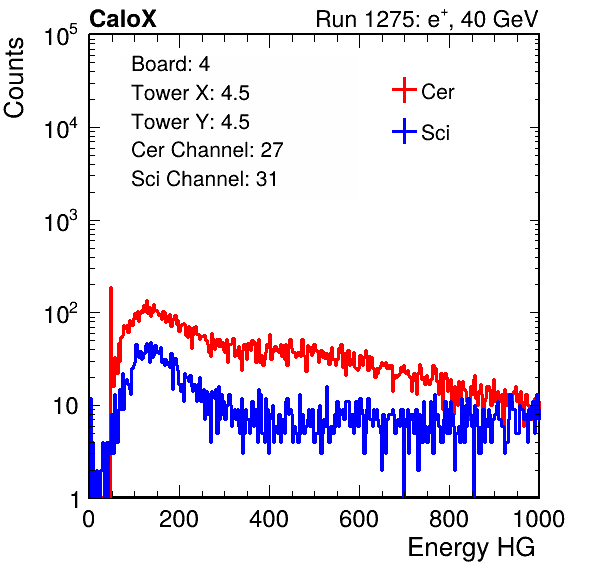 CaloX Run 1275: e⁺, 40 GeV
Board: 4
Tower X: 4.5
Tower Y: 4.5
Cer Channel: 27
Sci Channel: 31
Cer
Sci
Counts
10⁵
10⁴
10³
10²
10
1
0 200 400 600 800 1000
Energy HG